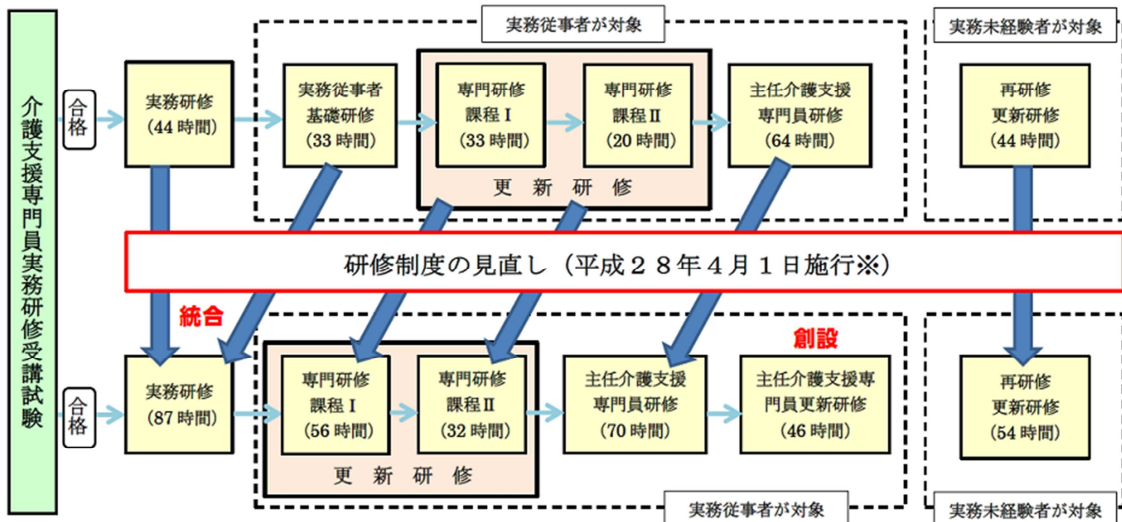 介護支援専門員実務研修受講試験
実務従事者が対象
実務未経験者が対象
合格
実務研修
(44時間)
実務従事者
基礎研修
(33時間)
専門研修
課程Ⅰ
(33時間)
専門研修
課程Ⅱ
(20時間)
更新研修
主任介護支援
専門員研修
(64時間)
再研修
更新研修
(44時間)
研修制度の見直し（平成２８年４月１日施行※）
統合
創設
合格
実務研修
(87時間)
専門研修
課程Ⅰ
(56時間)
専門研修
課程Ⅱ
(32時間)
更新研修
主任介護支援
専門員研修
(70時間)
主任介護支援専
門員更新研修
(46時間)
再研修
更新研修
(54時間)
実務従事者が対象
実務未経験者が対象